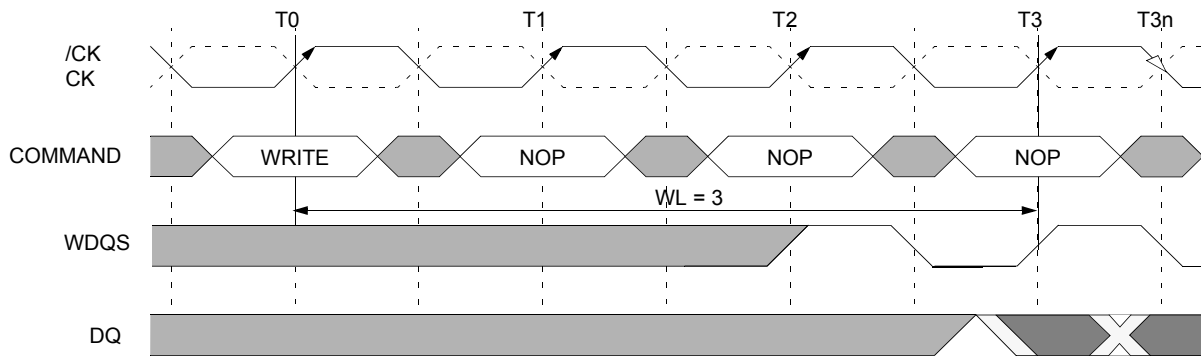 T0 T1 T2 T3 T3n
/CK
CK
COMMAND WRITE NOP NOP NOP
WL = 3
WDQS
DQ